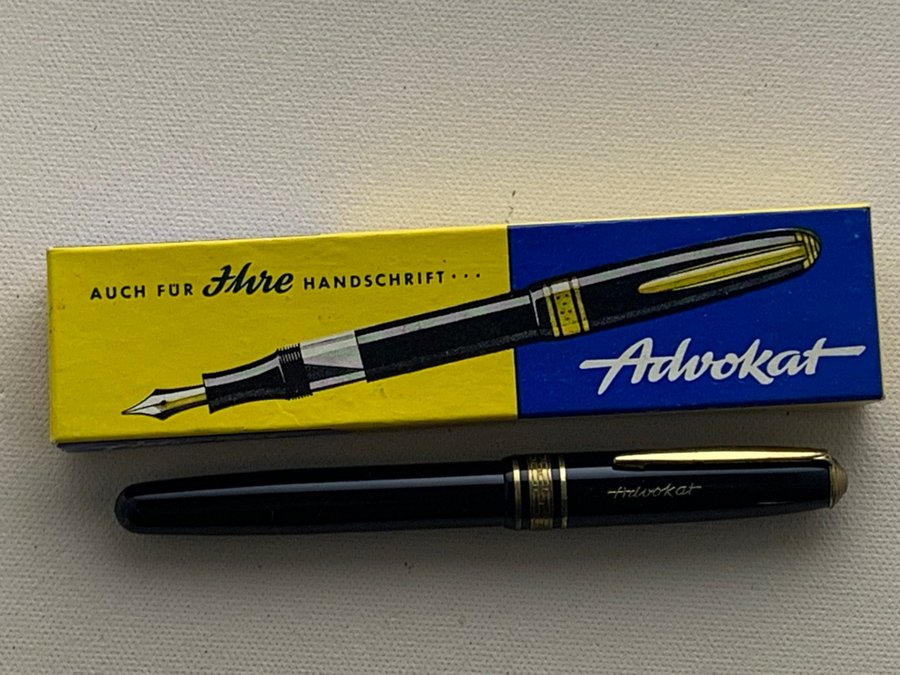 AUCH FÜR Ihre HANDSCHRIFT...
Advokat
Advokat